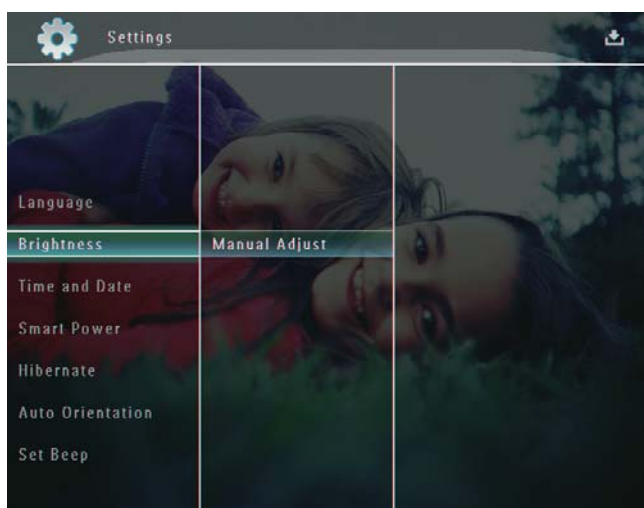 Settings
Language
Brightness
Manual Adjust
Time and Date
Smart Power
Hibernate
Auto Orientation
Set Beep